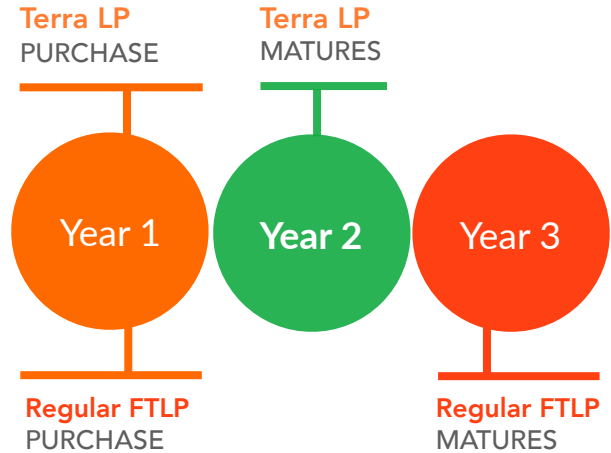 Terra LP
PURCHASE
Terra LP
MATURES
Year 1
Year 2
Year 3
Regular FTLP
PURCHASE
Regular FTLP
MATURES